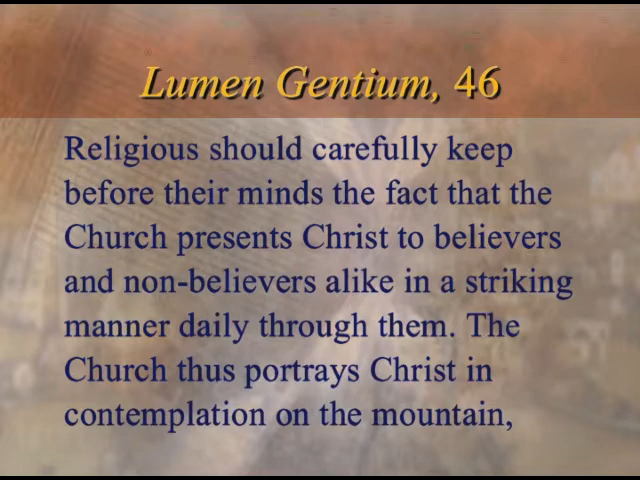 Lumen Gentium, 46
Religious should carefully keep
before their minds the fact that the
Church presents Christ to believers
and non-believers alike in a striking
manner daily through them. The
Church thus portrays Christ in
contemplation on the mountain,